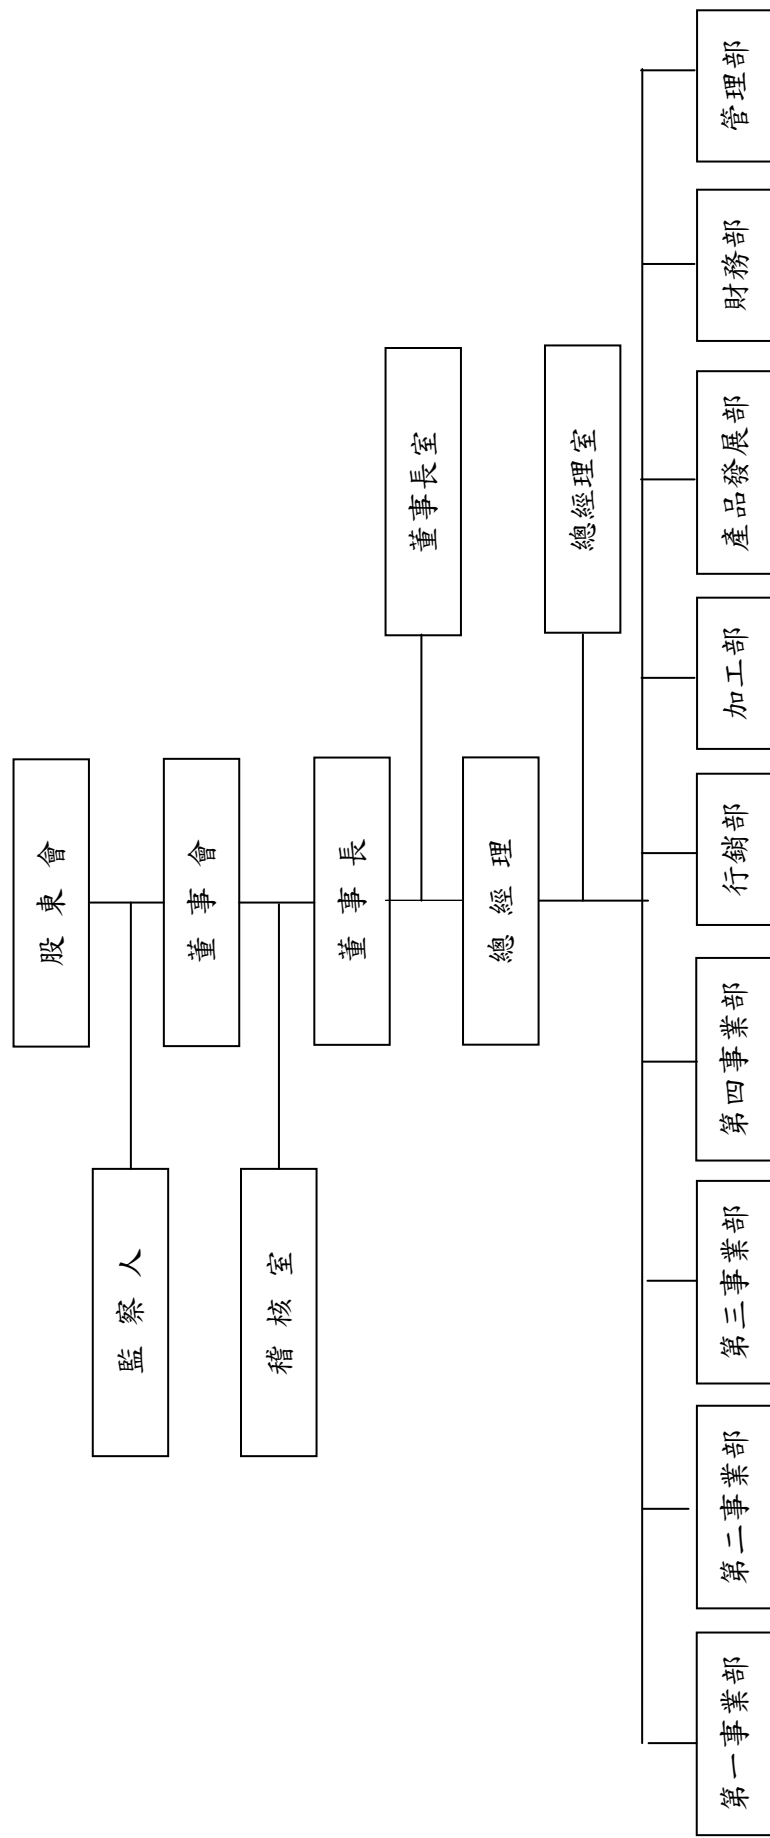 股東會
監察人
董事會
稽核室
董事長
董事長室
總經理
總經理室
第一事業部
第二事業部
第三事業部
第四事業部
行銷部
加工部
產品發展部
財務部
管理部